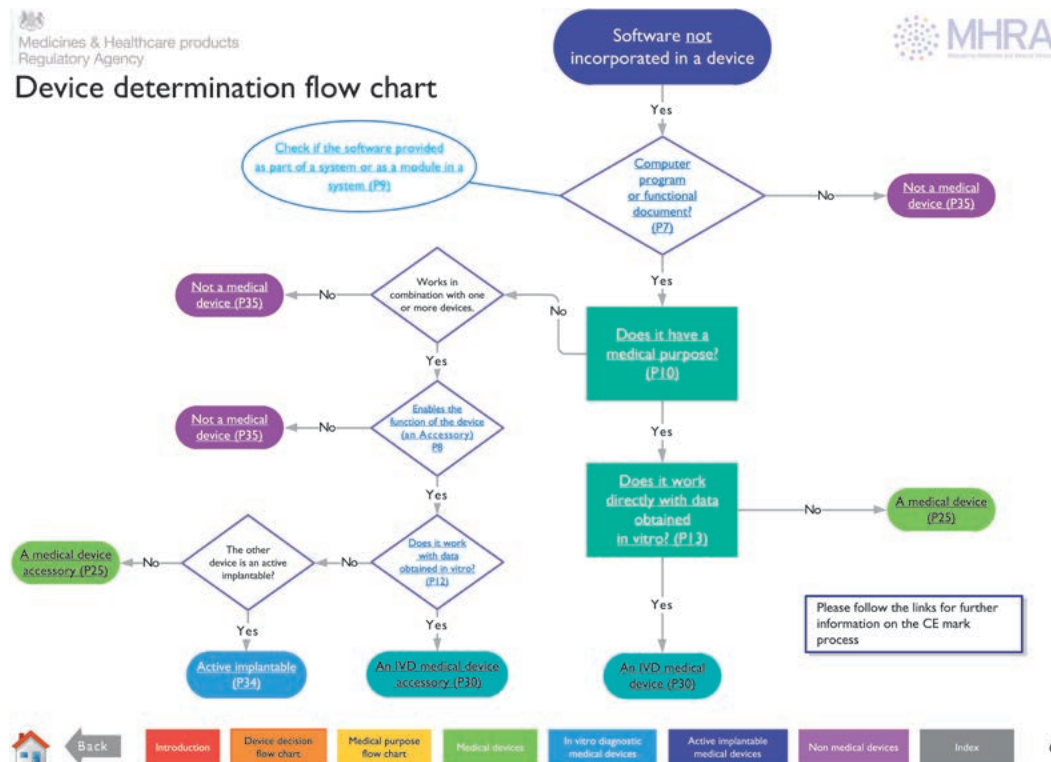 Medicines & Healthcare products
Regulatory Agency
MHRA
Device determination flow chart
Software not
incorporated in a device
Yes
Check if the software provided
as part of a system or as a module in a
system (P9)
Computer
program
or functional
document?
(P7)
No
Not a medical
device (P35)
Yes
Not a medical
device (P35)
No
Works in
combination with one
or more devices.
No
Does it have a
medical purpose?
(P10)
Yes
Not a medical
device (P35)
No
Enables the
function of the device
(an Accessory)
P8
Yes
Yes
Does it work
directly with data
obtained
in vitro? (P13)
No
A medical device
(P25)
A medical device
accessory (P25)
No
The other
device is an active
implantable?
No
Does it work
with data
obtained in vitro?
(P12)
Yes
Yes
Yes
Please follow the links for further
information on the CE mark
process
Active implantable
(P34)
An IVD medical device
accessory (P30)
An IVD medical
device (P30)
Back
Introduction
Device decision
flow chart
Medical purpose
flow chart
Medical devices
In vitro diagnostic
medical devices
Active implantable
medical devices
Non medical devices
Index